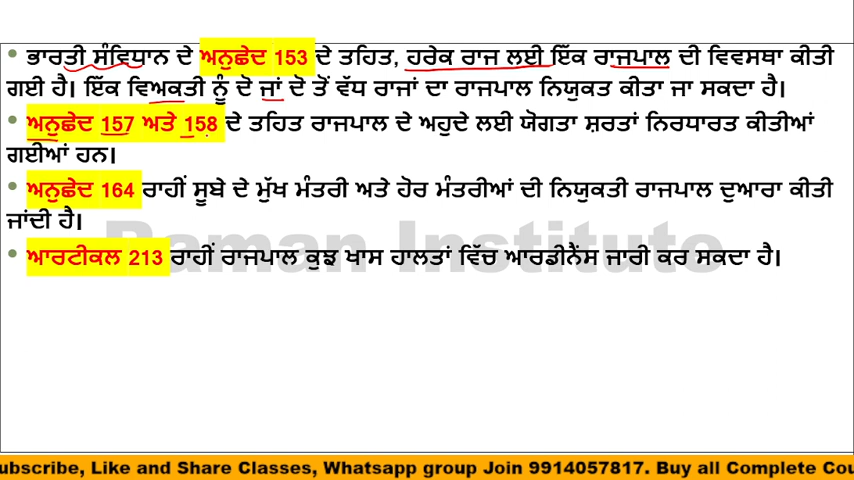 • ਭਾਰਤੀ ਸੰਵਿਧਾਨ ਦੇ ਅਨੁਛੇਦ 153 ਦੇ ਤਹਿਤ, ਹਰੇਕ ਰਾਜ ਲਈ ਇੱਕ ਰਾਜਪਾਲ ਦੀ ਵਿਵਸਥਾ ਕੀਤੀ
ਗਈ ਹੈ। ਇੱਕ ਵਿਅਕਤੀ ਨੂੰ ਦੋ ਜਾਂ ਦੋ ਤੋਂ ਵੱਧ ਰਾਜਾਂ ਦਾ ਰਾਜਪਾਲ ਨਿਯੁਕਤ ਕੀਤਾ ਜਾ ਸਕਦਾ ਹੈ।
• ਅਨੁਛੇਦ 157 ਅਤੇ 158 ਦੇ ਤਹਿਤ ਰਾਜਪਾਲ ਦੇ ਅਹੁਦੇ ਲਈ ਯੋਗਤਾ ਸ਼ਰਤਾਂ ਨਿਰਧਾਰਤ ਕੀਤੀਆਂ
ਗਈਆਂ ਹਨ।
• ਅਨੁਛੇਦ 164 ਰਾਹੀਂ ਸੂਬੇ ਦੇ ਮੁੱਖ ਮੰਤਰੀ ਅਤੇ ਹੋਰ ਮੰਤਰੀਆਂ ਦੀ ਨਿਯੁਕਤੀ ਰਾਜਪਾਲ ਦੁਆਰਾ ਕੀਤੀ
ਜਾਂਦੀ ਹੈ।
Raman Institute
• ਆਰਟੀਕਲ 213 ਰਾਹੀਂ ਰਾਜਪਾਲ ਕੁਝ ਖਾਸ ਹਾਲਤਾਂ ਵਿੱਚ ਆਰਡੀਨੈਂਸ ਜਾਰੀ ਕਰ ਸਕਦਾ ਹੈ।
ubscribe, Like and Share Classes, Whatsapp group Join 9914057817. Buy all Complete Cou